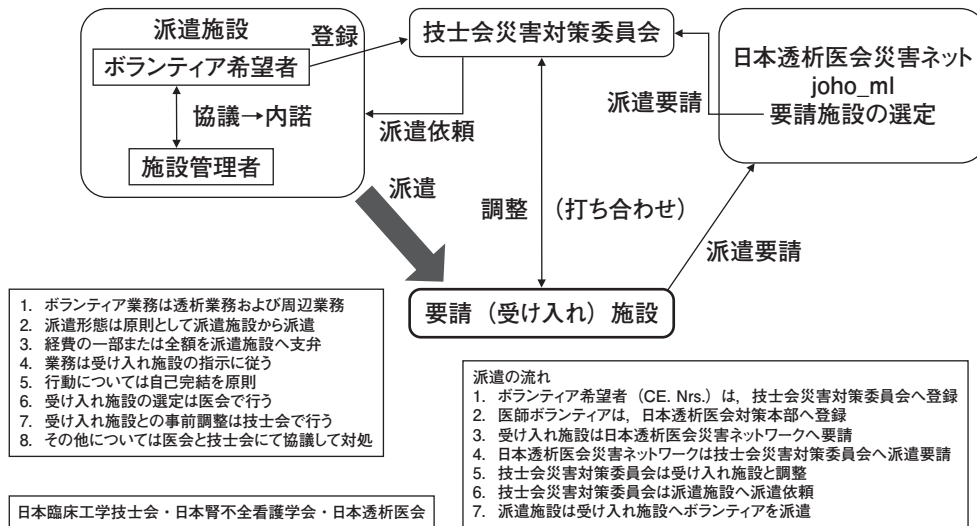 派遣施設
ボランティア希望者
協議→内諾
施設管理者
登録
技士会災害対策委員会
派遣依頼
派遣要請
日本透析医会災害ネット
joho_ml
要請施設の選定
派遣
調整 （打ち合わせ）
派遣要請
要請（受け入れ）施設
1. ボランティア業務は透析業務および周辺業務
2. 派遣形態は原則として派遣施設から派遣
3. 経費の一部または全額を派遣施設へ支弁
4. 業務は受け入れ施設の指示に従う
5. 行動については自己完結を原則
6. 受け入れ施設の選定は医会で行う
7. 受け入れ施設との事前調整は技士会で行う
8. その他については医会と技士会にて協議して対処
日本臨床工学技士会・日本腎不全看護学会・日本透析医会
派遣の流れ
1. ボランティア希望者（CE. Nrs.）は，技士会災害対策委員会へ登録
2. 医師ボランティアは，日本透析医会対策本部へ登録
3. 受け入れ施設は日本透析医会災害ネットワークへ要請
4. 日本透析医会災害ネットワークは技士会災害対策委員会へ派遣要請
5. 技士会災害対策委員会は受け入れ施設と調整
6. 技士会災害対策委員会は派遣施設へ派遣依頼
7. 派遣施設は受け入れ施設へボランティアを派遣